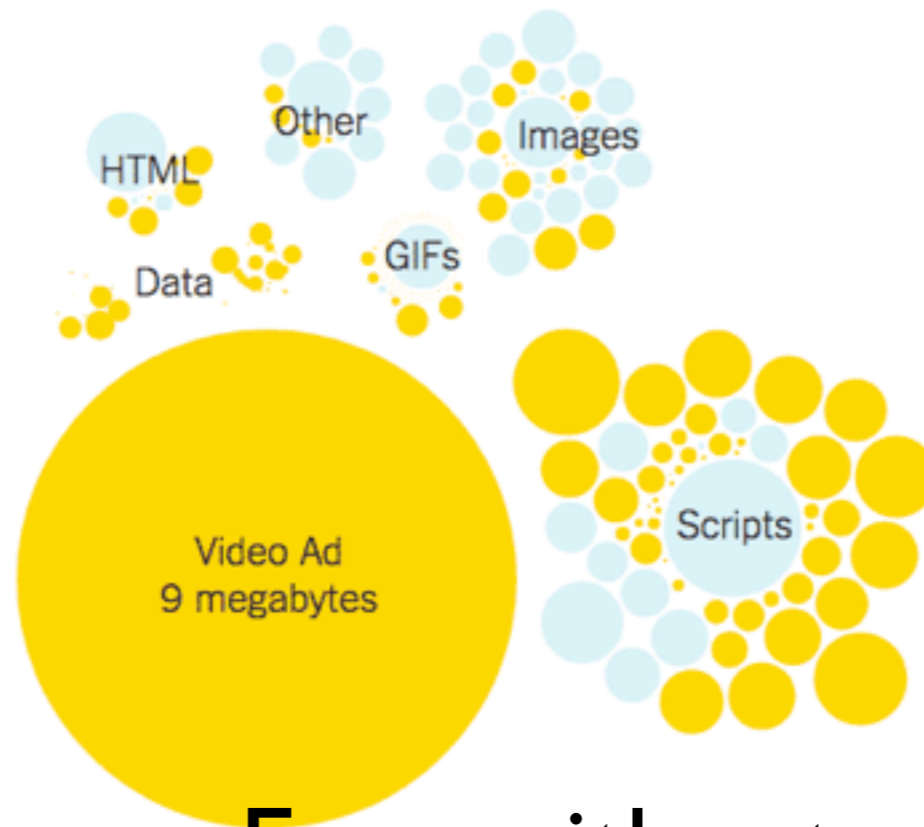 Other
Images
HTML
GIFs
Data
Video Ad
9 megabytes
Scripts